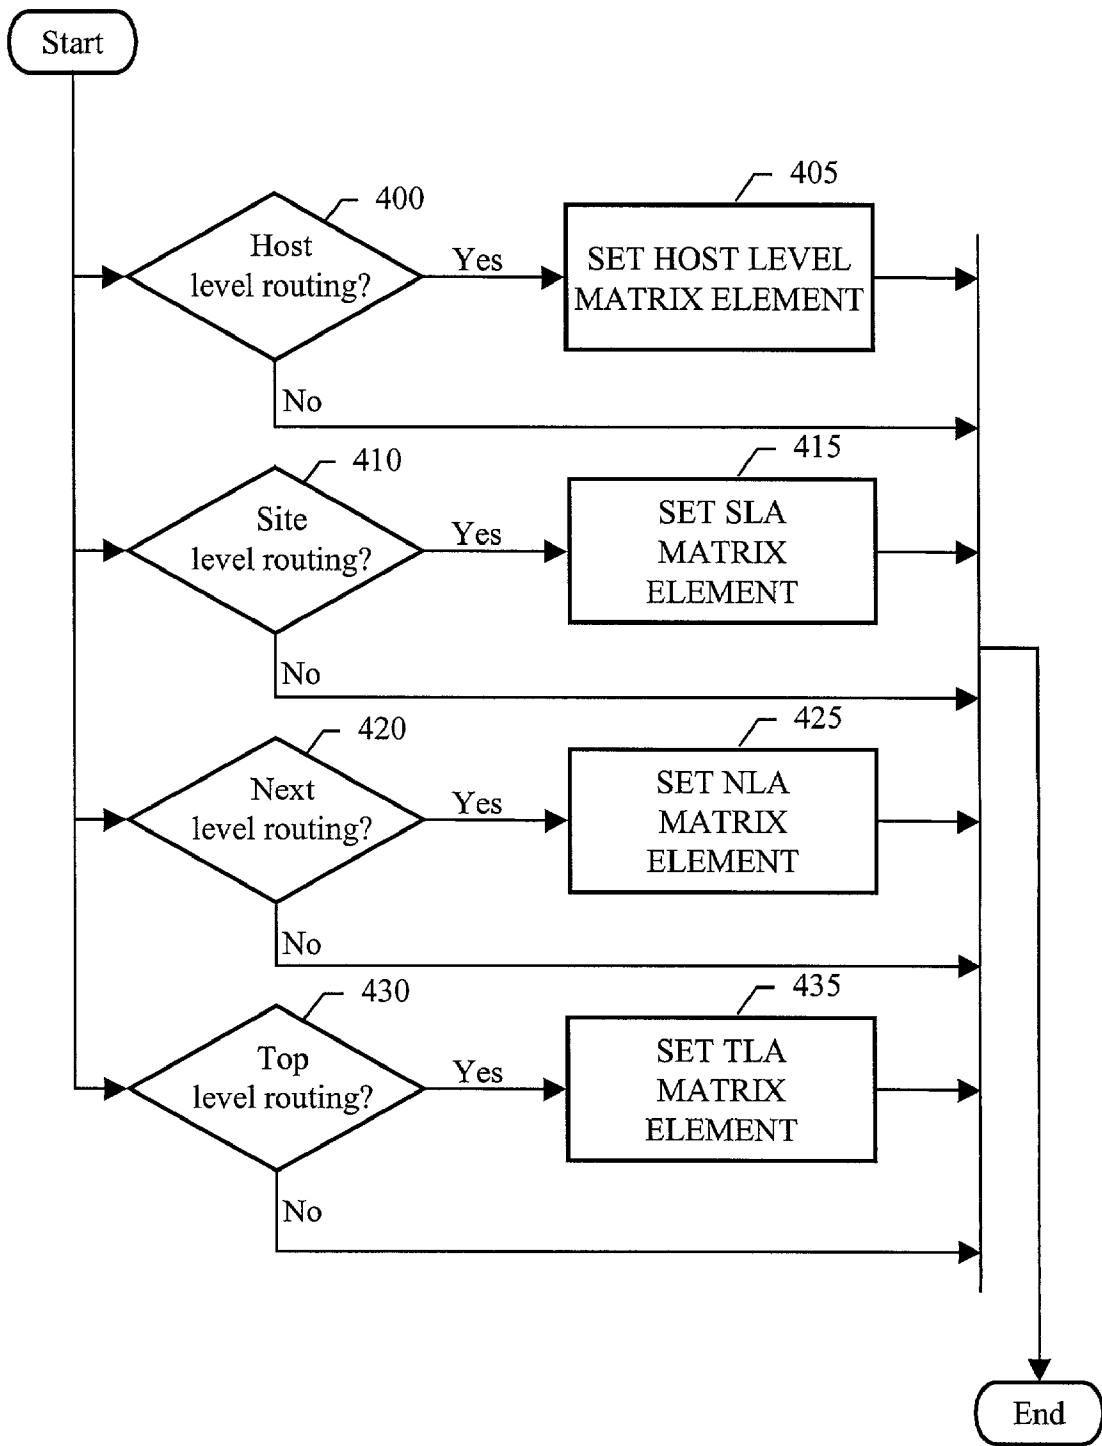 Start
400
Host
level routing?
Yes
405
SET HOST LEVEL
MATRIX ELEMENT
No
410
Site
level routing?
Yes
415
SET SLA
MATRIX
ELEMENT
No
420
Next
level routing?
Yes
425
SET NLA
MATRIX
ELEMENT
No
430
Top
level routing?
Yes
435
SET TLA
MATRIX
ELEMENT
No
End